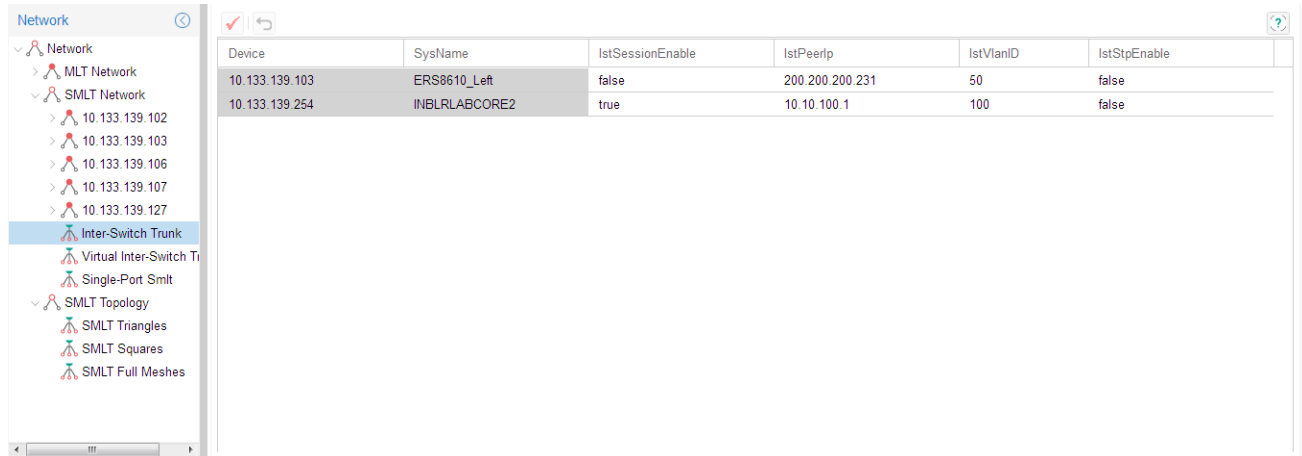 Network
Network
MLT Network
SMLT Network
10.133.139.102
10.133.139.103
10.133.139.106
10.133.139.107
10.133.139.127
Inter-Switch Trunk
Virtual Inter-Switch Tr
Single-Port Smlt
SMLT Topology
SMLT Triangles
SMLT Squares
SMLT Full Meshes
Device SysName IstSessionEnable IstPeerIp IstVlanID IstStpEnable
10.133.139.103 ERS8610_Left false 200.200.200.231 50 false
10.133.139.254 INBLRLABCORE2 true 10.10.100.1 100 false